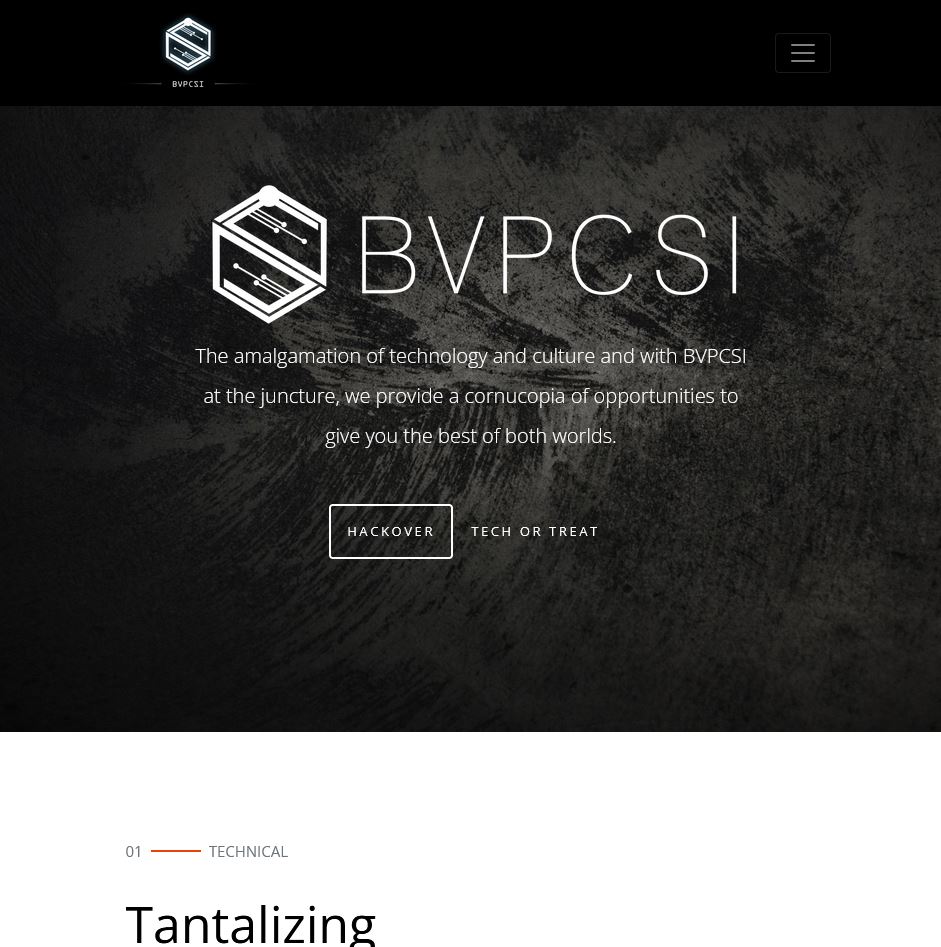 BVPCSI
BVPCSI
The amalgamation of technology and culture and with BVPCSI
at the juncture, we provide a cornucopia of opportunities to
give you the best of both worlds.
HACKOVER TECH OR TREAT
01 TECHNICAL
Tantalizing